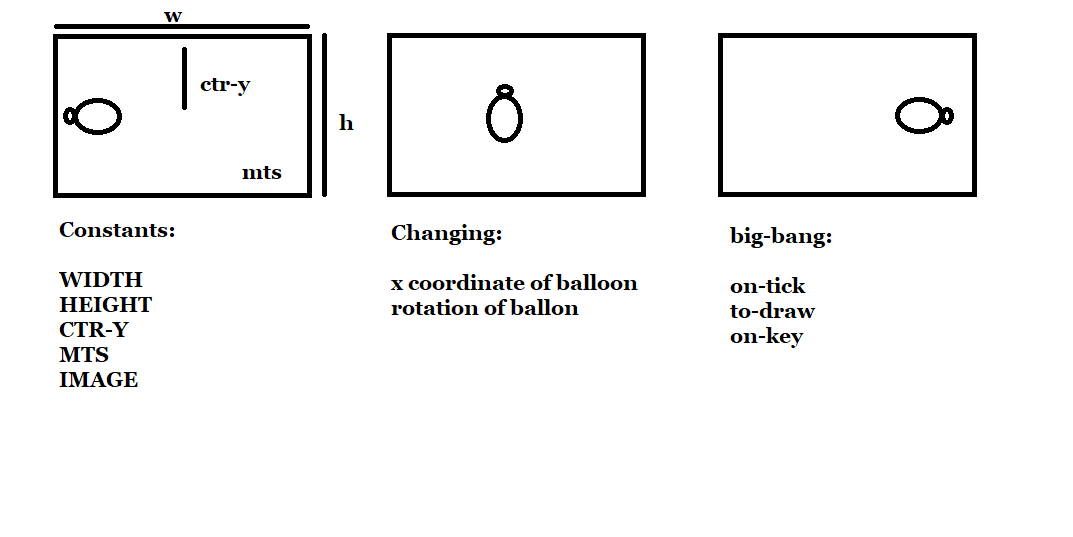 w
ctr-y
h
mts
Constants:
WIDTH
HEIGHT
CTR-Y
MTS
IMAGE
Changing:
x coordinate of balloon
rotation of ballon
big-bang:
on-tick
to-draw
on-key